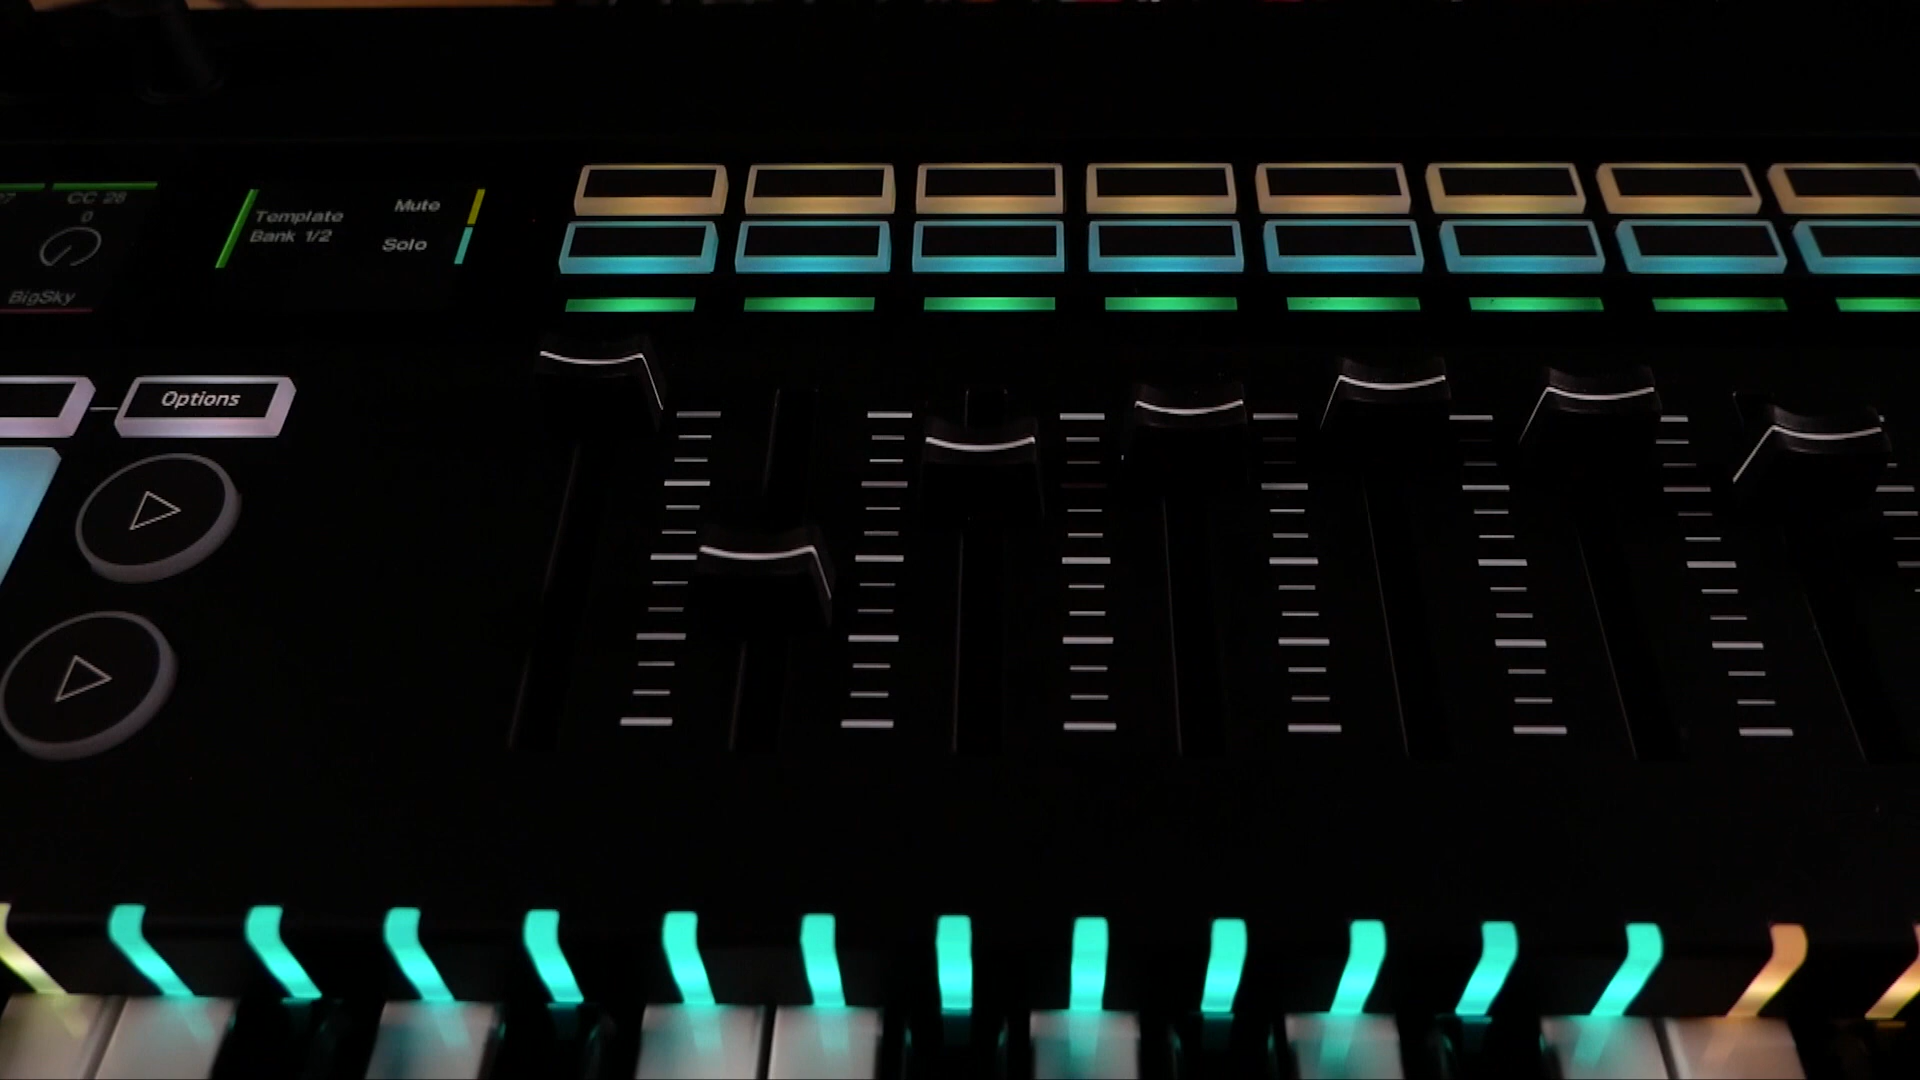 CC 28
0
BigSky
Template
Bank 1/2
Mute
Solo
Options